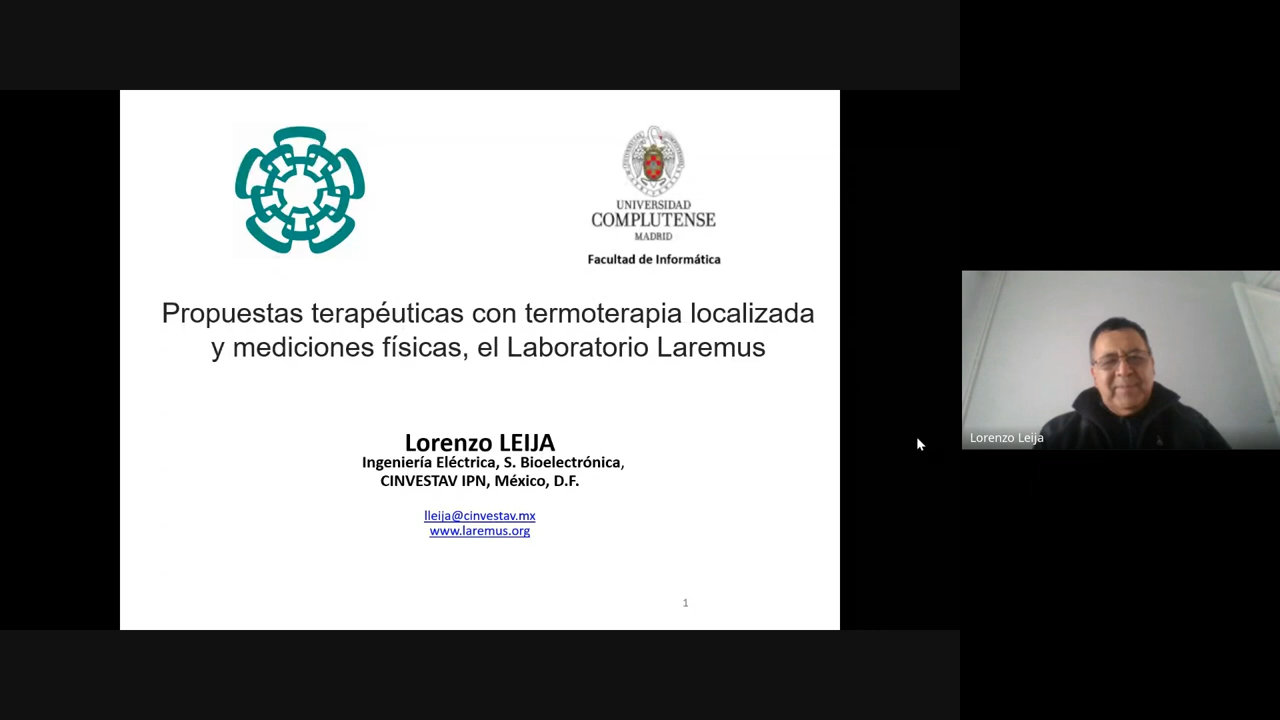 UNIVERSIDAD
COMPLUTENSE
MADRID
Facultad de Informática
Propuestas terapéuticas con termoterapia localizada
y mediciones físicas, el Laboratorio Laremus
Lorenzo LEIJA
Ingeniería Eléctrica, S. Bioelectrónica,
CINVESTAV IPN, México, D.F.
lleija@cinvestav.mx
www.laremus.org
1
Lorenzo Leija